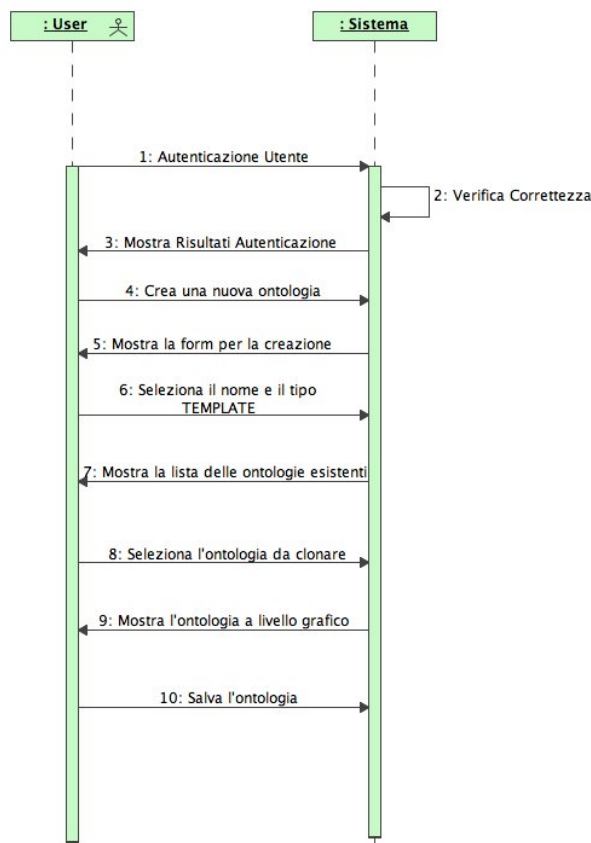 : User
: Sistema
1: Autenticazione Utente
2: Verifica Correttezza
3: Mostra Risultati Autenticazione
4: Crea una nuova ontologia
5: Mostra la form per la creazione
6: Seleziona il nome e il tipo
TEMPLATE
7: Mostra la lista delle ontologie esistenti
8: Seleziona l'ontologia da clonare
9: Mostra l'ontologia a livello grafico
10: Salva l'ontologia